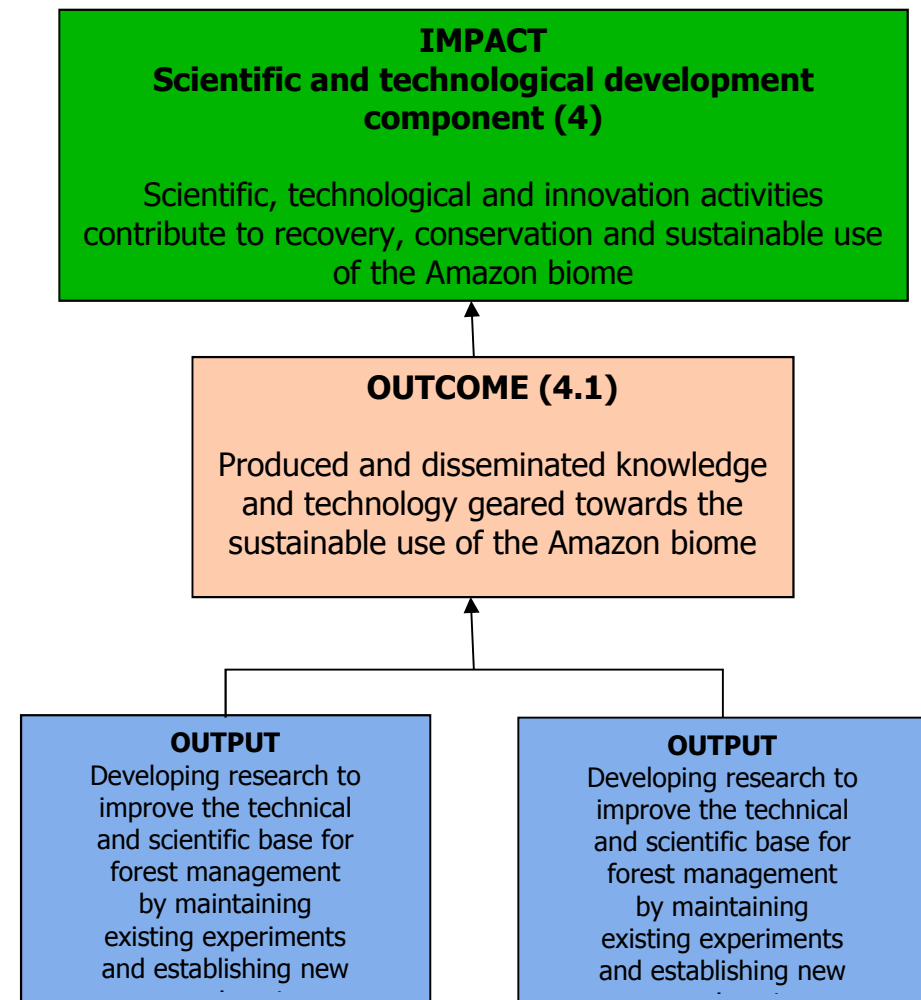 IMPACT
Scientific and technological development
component (4)
Scientific, technological and innovation activities
contribute to recovery, conservation and sustainable use
of the Amazon biome
OUTCOME (4.1)
Produced and disseminated knowledge
and technology geared towards the
sustainable use of the Amazon biome
OUTPUT
Developing research to
improve the technical
and scientific base for
forest management
by maintaining
existing experiments
and establishing new
OUTPUT
Developing research to
improve the technical
and scientific base for
forest management
by maintaining
existing experiments
and establishing new